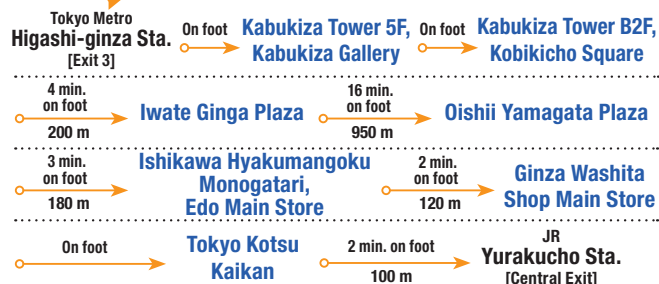 Tokyo Metro
Higashi-ginza Sta.
[Exit 3]
On foot
Kabukiza Tower 5F,
Kabukiza Gallery
On foot
Kabukiza Tower B2F,
Kobikicho Square
4 min.
on foot
200 m
Iwate Ginga Plaza
16 min.
on foot
950 m
Oishii Yamagata Plaza
3 min.
on foot
180 m
Ishikawa Hyakumangoku
Monogatari,
Edo Main Store
2 min.
on foot
120 m
Ginza Washita
Shop Main Store
On foot
Tokyo Kotsu
Kaikan
2 min. on foot
100 m
JR
Yurakucho Sta.
[Central Exit]